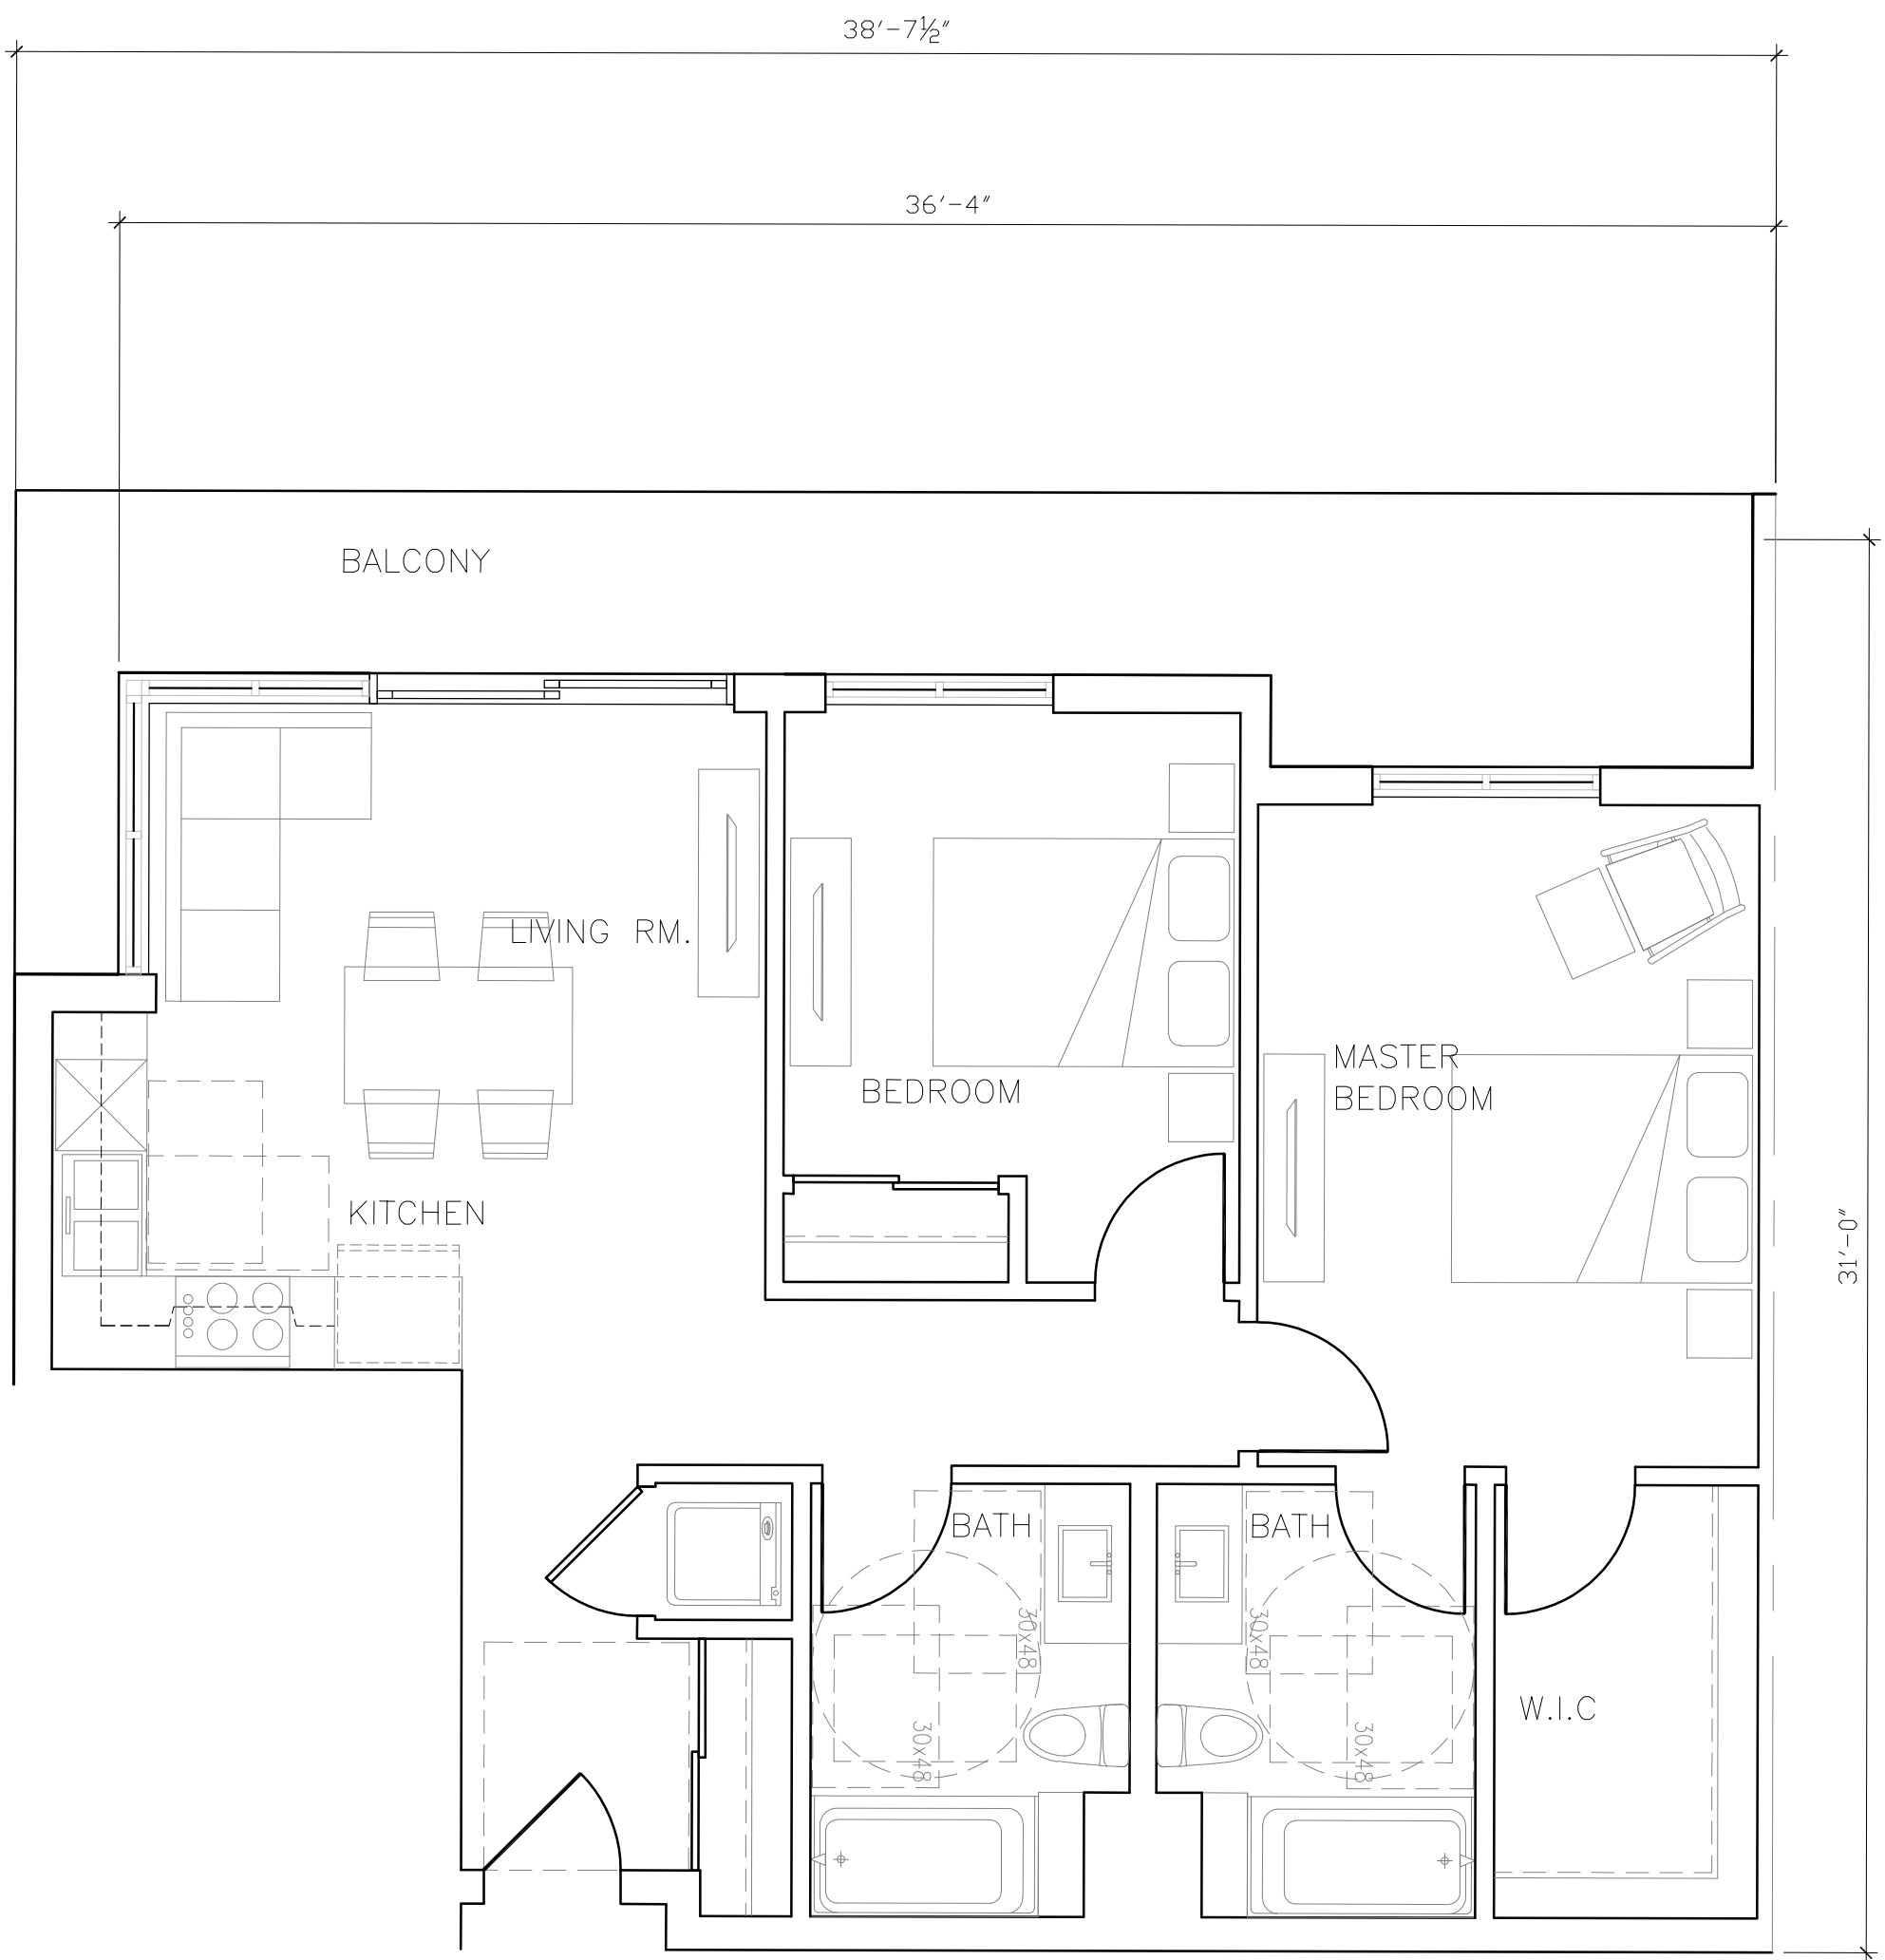 38'-7½"
36'-4"
BALCONY
LIVING RM.
MASTER
BEDROOM
BEDROOM
KITCHEN
31'-0"
BATH
BATH
30x48
30x48
W.I.C
30x48
30x48